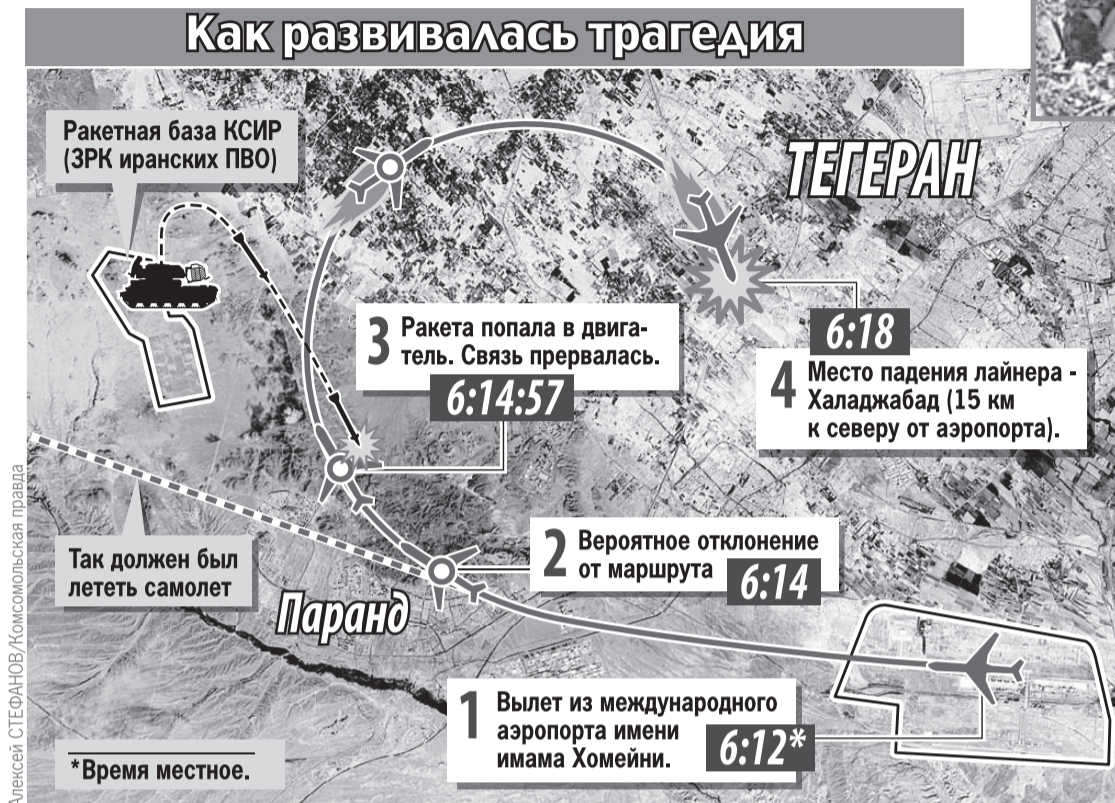 Как развивалась трагедия
Ракетная база КСИР
(ЗРК иранских ПВО)
ТЕГЕРАН
3 Ракета попала в двига-
тель. Связь прервалась.
6:14:57
6:18
4 Место падения лайнера -
Халаджабад (15 км
к северу от аэропорта).
Так должен был
лететь самолет
2 Вероятное отклонение
от маршрута 6:14
Паранд
1 Вылет из международного
аэропорта имени
имама Хомейни. 6:12*
*Время местное.
Алексей СТЕФАНОВ/Комсомольская правда